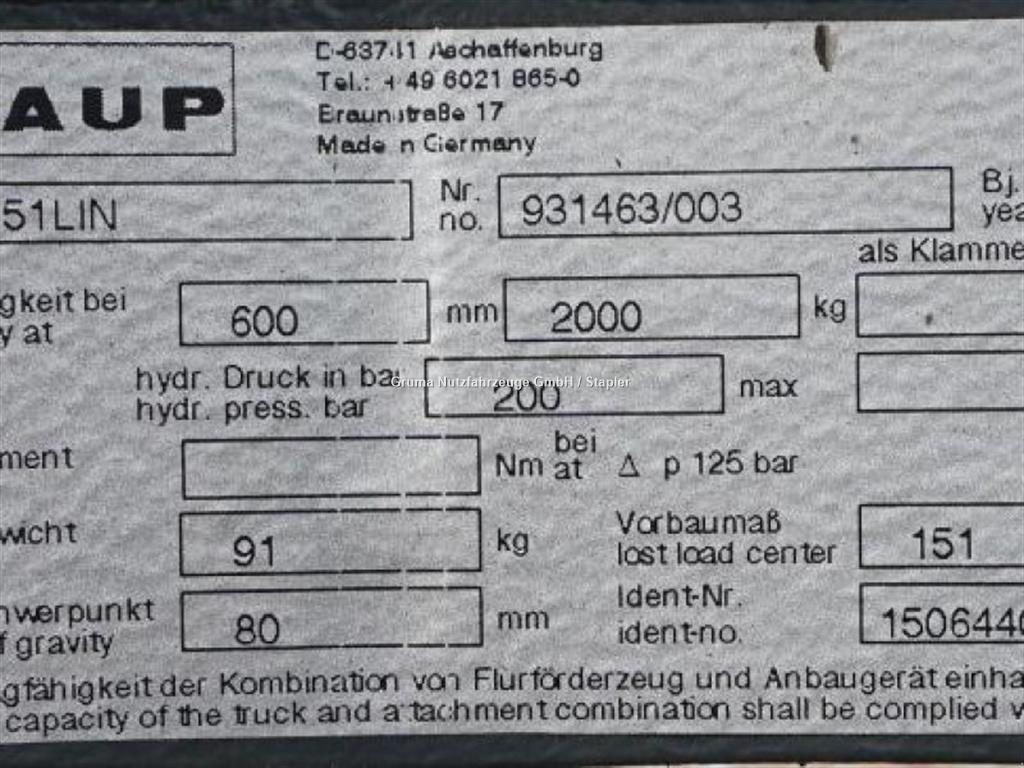 AUP
D-63741 Aschaffenburg
Tel.: + 49 6021 865-0
Braunstraße 17
Made in Germany
51LIN
Nr. 931463/003 Bj.
no. yea
als Klamme
gkeit bei 600 mm 2000 kg
y at
hydr. Druck in bar 200 max
hydr. press. bar
Gruma Nutzfahrzeuge GmbH / Stapler
ment Nm bei Δ p 125 bar
at
wicht 91 kg Vorbaumaß 151
lost load center
hwerpunkt 80 mm Ident-Nr. 1506440
f gravity ident-no.
gfähigkeit der Kombination von Flurförderzeug und Anbaugerät einha
capacity of the truck and attachment combination shall be complied v